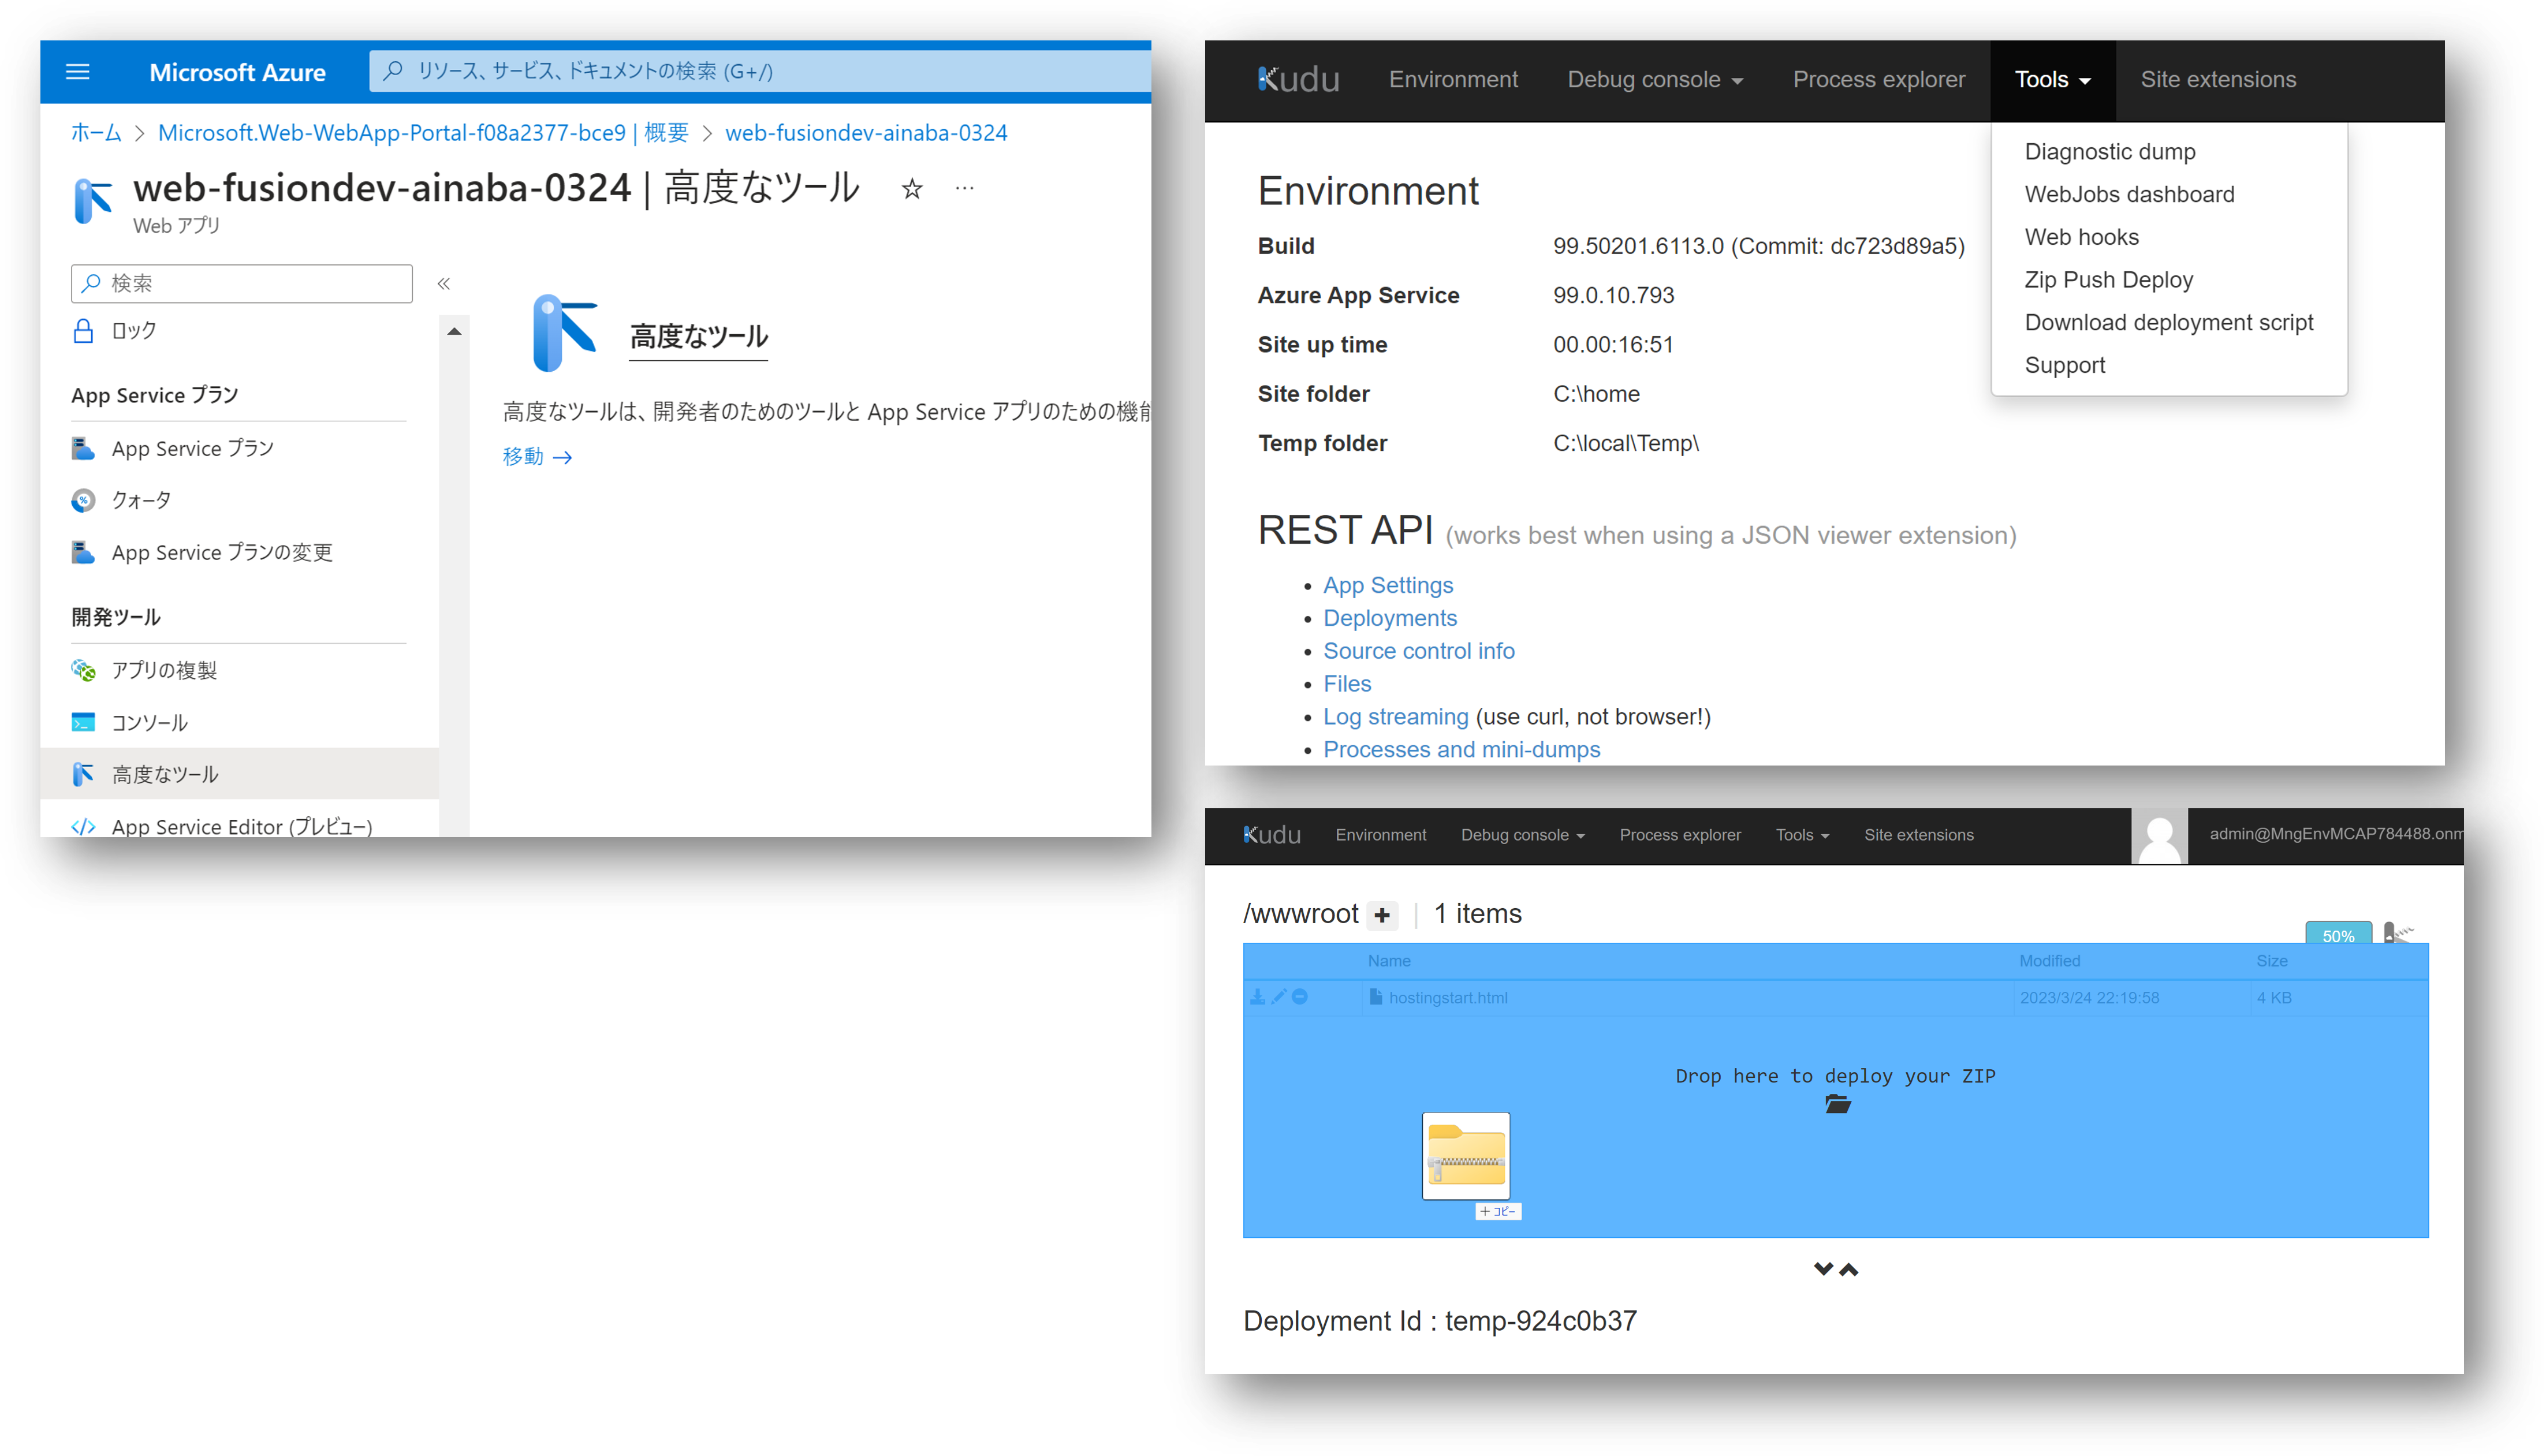 Microsoft Azure
リソース、サービス、ドキュメントの検索 (G+/)
ホーム > Microsoft.Web-WebApp-Portal-f08a2377-bce9 | 概要 > web-fusiondev-ainaba-0324
web-fusiondev-ainaba-0324 | 高度なツール
Web アプリ
検索
ロック
App Service プラン
App Service プラン
クォータ
App Service プランの変更
開発ツール
アプリの複製
コンソール
高度なツール
App Service Editor (プレビュー)
高度なツール
高度なツールは、開発者のためのツールと App Service アプリのための機能
移動 →
Kudu Environment Debug console Process explorer Tools Site extensions
Diagnostic dump
WebJobs dashboard
Web hooks
Zip Push Deploy
Download deployment script
Support
Environment
Build 99.50201.6113.0 (Commit: dc723d89a5)
Azure App Service 99.0.10.793
Site up time 00.00:16:51
Site folder C:\home
Temp folder C:\local\Temp\
REST API (works best when using a JSON viewer extension)
• App Settings
• Deployments
• Source control info
• Files
• Log streaming (use curl, not browser!)
• Processes and mini-dumps
Kudu Environment Debug console Process explorer Tools Site extensions admin@MngEnvMCAP784488.onm
/wwwroot + | 1 items
50%
Name Modified Size
hostingstart.html 2023/3/24 22:19:58 4 KB
Drop here to deploy your ZIP
+ コピー
Deployment Id : temp-924c0b37